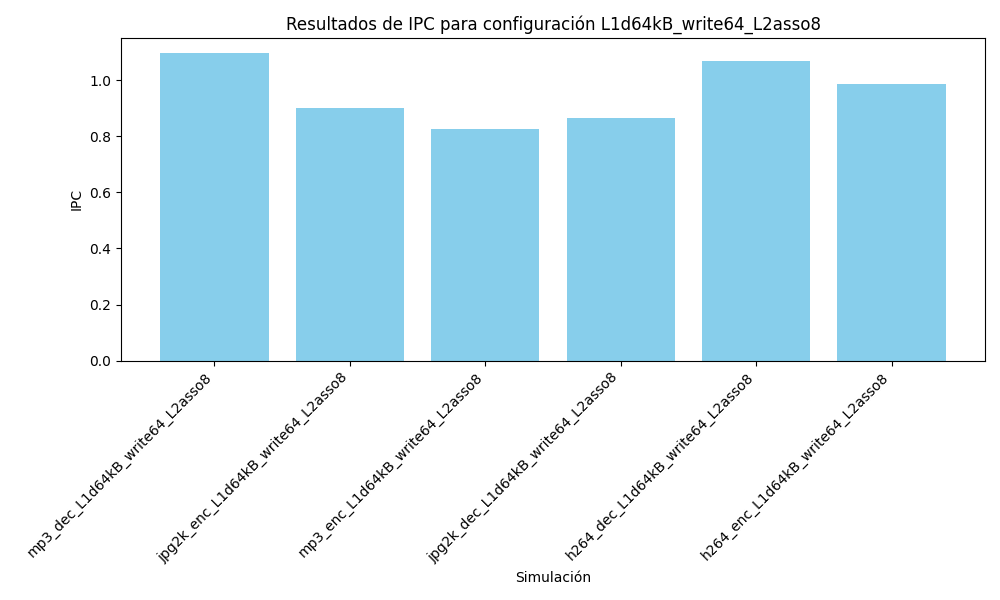 Resultados de IPC para configuración L1d64kB_write64_L2asso8
IPC
1.0
0.8
0.6
0.4
0.2
0.0
mp3_dec_L1d64kB_write64_L2asso8
jpg2k_enc_L1d64kB_write64_L2asso8
mp3_enc_L1d64kB_write64_L2asso8
jpg2k_dec_L1d64kB_write64_L2asso8
h264_dec_L1d64kB_write64_L2asso8
h264_enc_L1d64kB_write64_L2asso8
Simulación